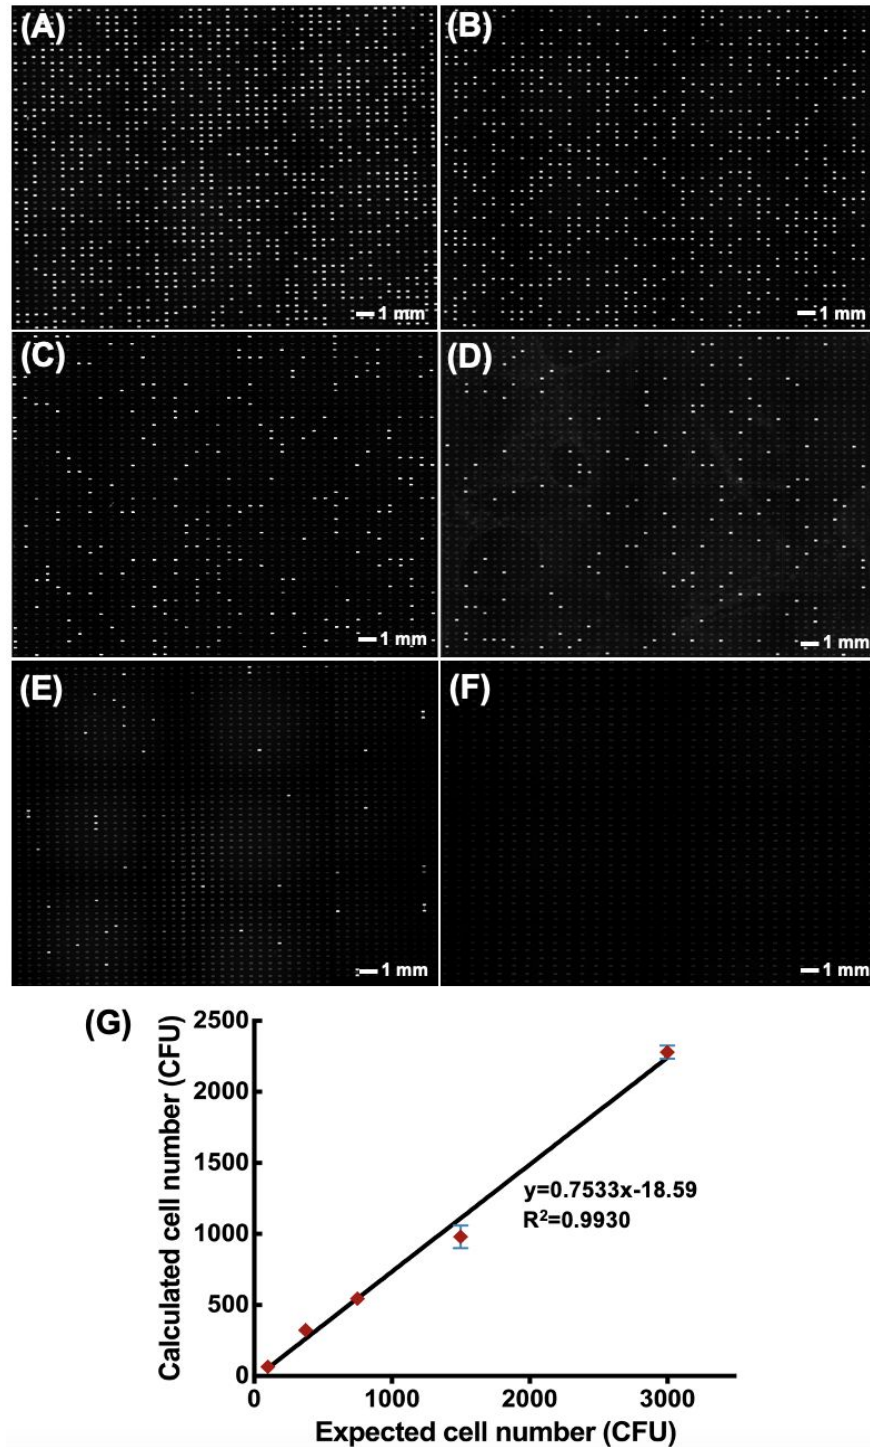 (A)
(B)
1 mm
1 mm
(C)
(D)
1 mm
1 mm
(E)
(F)
1 mm
1 mm
(G)
2500
2000
1500
1000
500
0
Calculated cell number (CFU)
y=0.7533x-18.59
R²=0.9930
0 1000 2000 3000
Expected cell number (CFU)